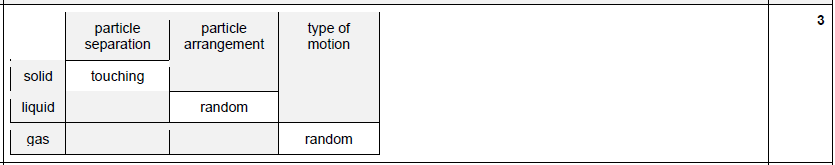 particle separation particle arrangement type of motion
solid touching
liquid random
gas random
3